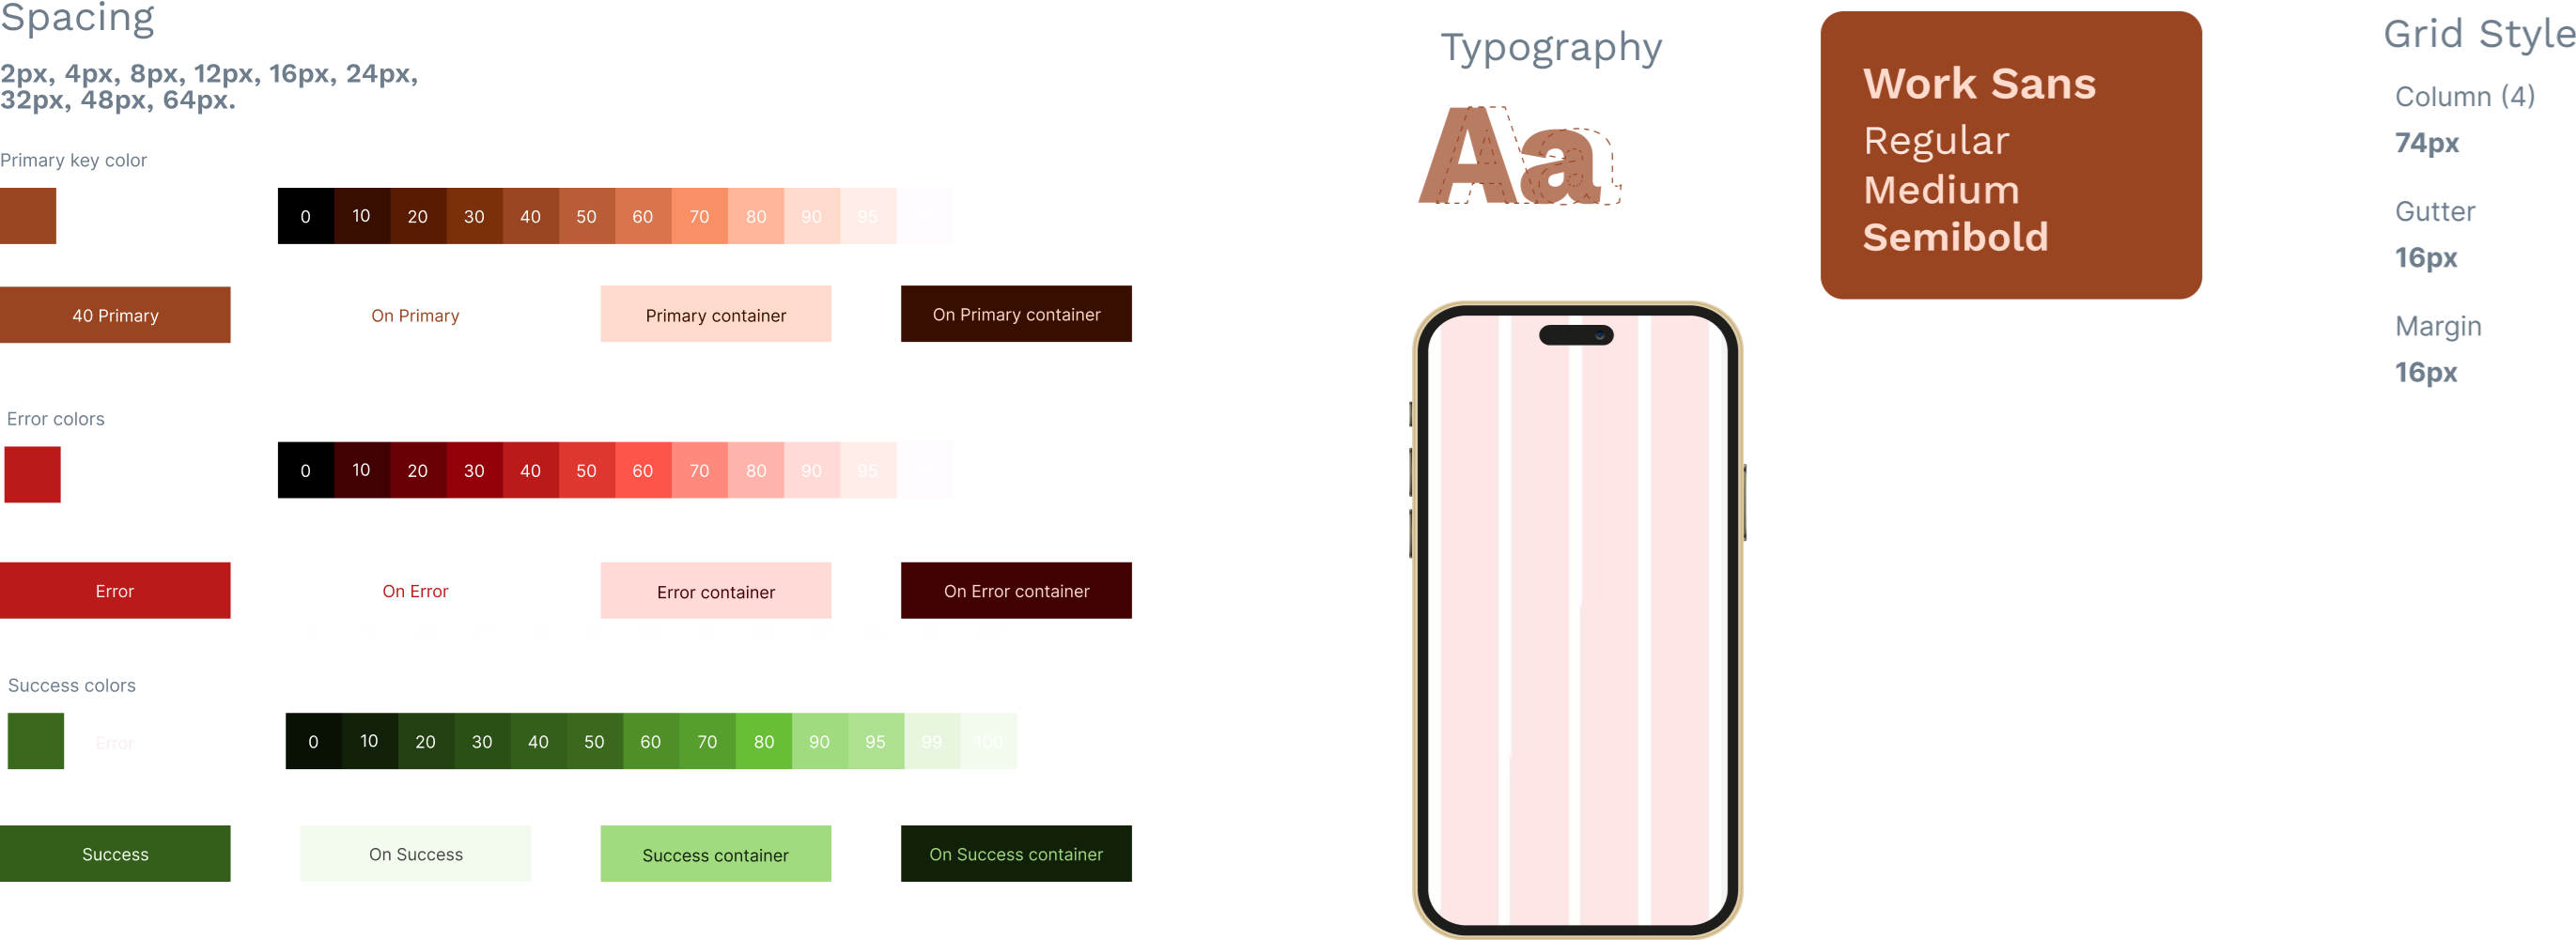 Spacing
2px, 4px, 8px, 12px, 16px, 24px,
32px, 48px, 64px.
Primary key color
0 10 20 30 40 50 60 70 80 90 95
40 Primary
On Primary
Primary container
On Primary container
Error colors
0 10 20 30 40 50 60 70 80 90 95
Error
On Error
Error container
On Error container
Success colors
Error
0 10 20 30 40 50 60 70 80 90 95 99 100
Success
On Success
Success container
On Success container
Typography
Aa
Work Sans
Regular
Medium
Semibold
Grid Style
Column (4)
74px
Gutter
16px
Margin
16px